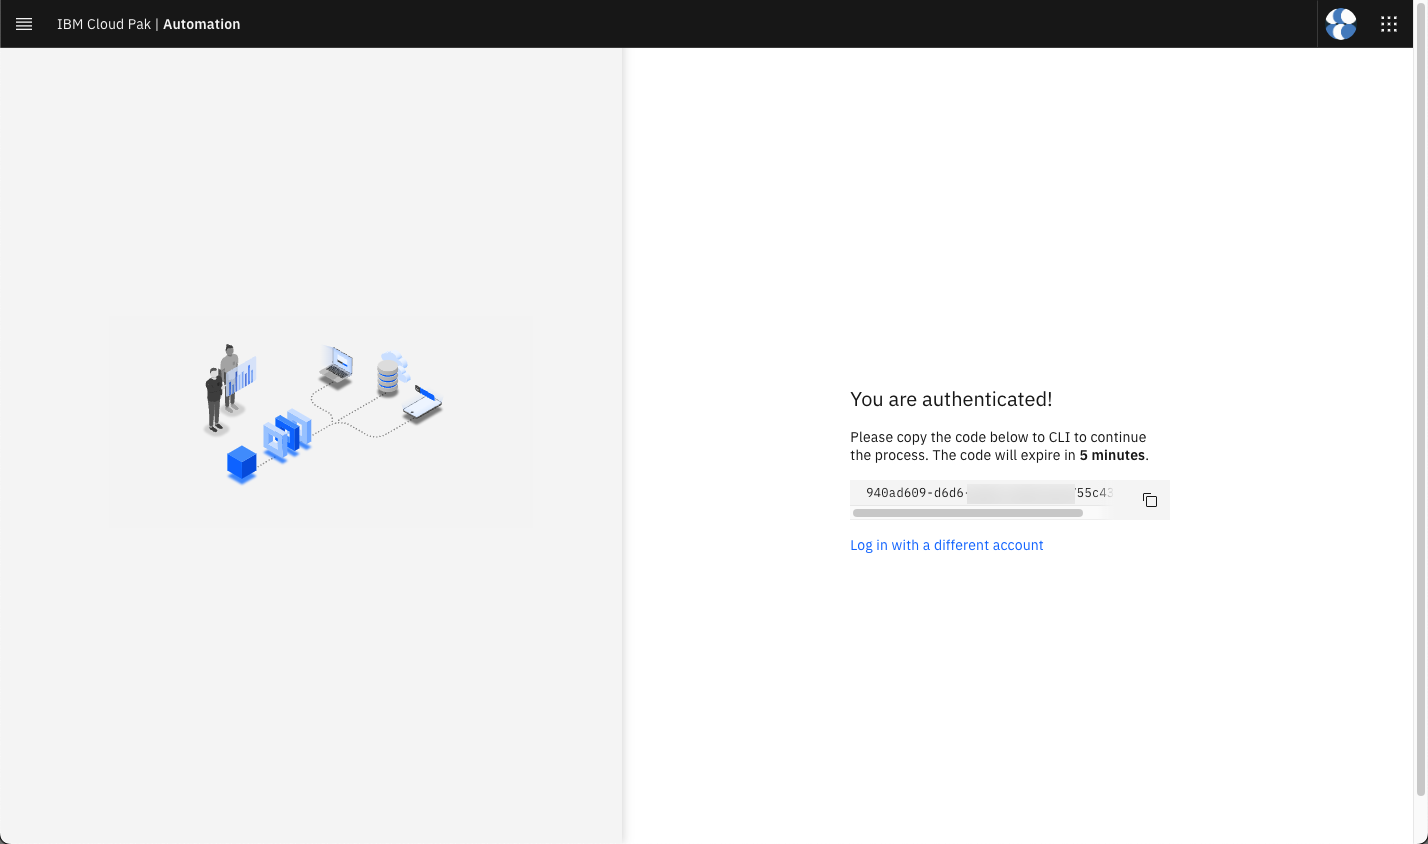 IBM Cloud Pak | Automation
You are authenticated!
Please copy the code below to CLI to continue
the process. The code will expire in 5 minutes.
940ad609-d6d6- 55c43
Log in with a different account